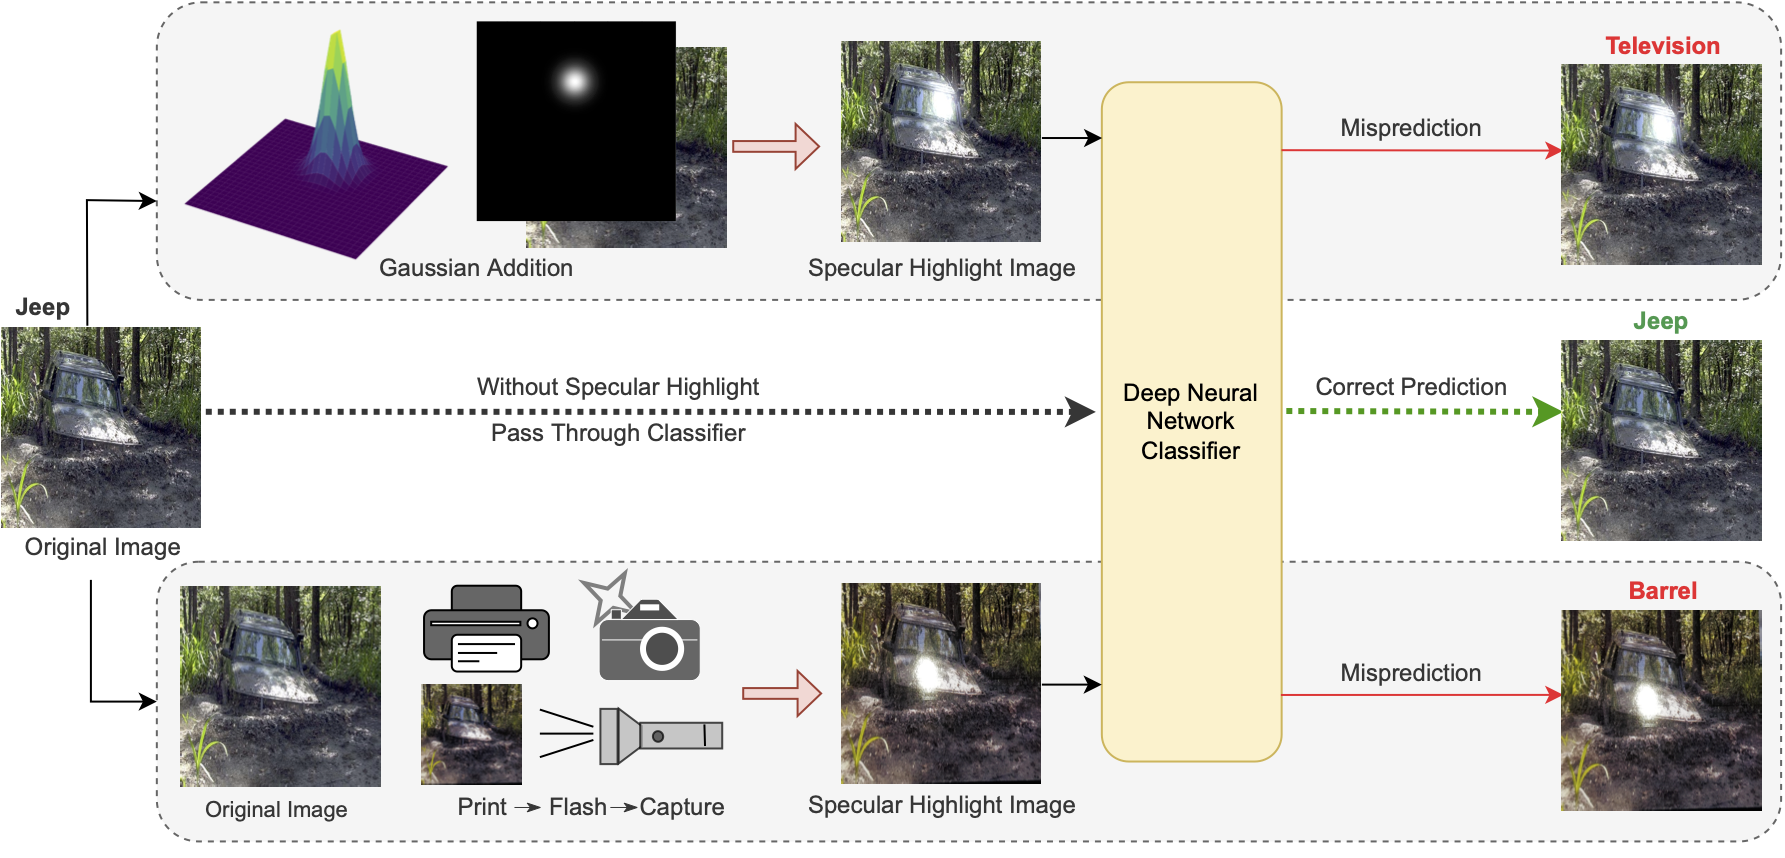 Television
Misprediction
Gaussian Addition
Specular Highlight Image
Jeep
Original Image
Without Specular Highlight
Pass Through Classifier
Deep Neural
Network
Classifier
Correct Prediction
Jeep
Original Image
Print
Flash
Capture
Specular Highlight Image
Misprediction
Barrel